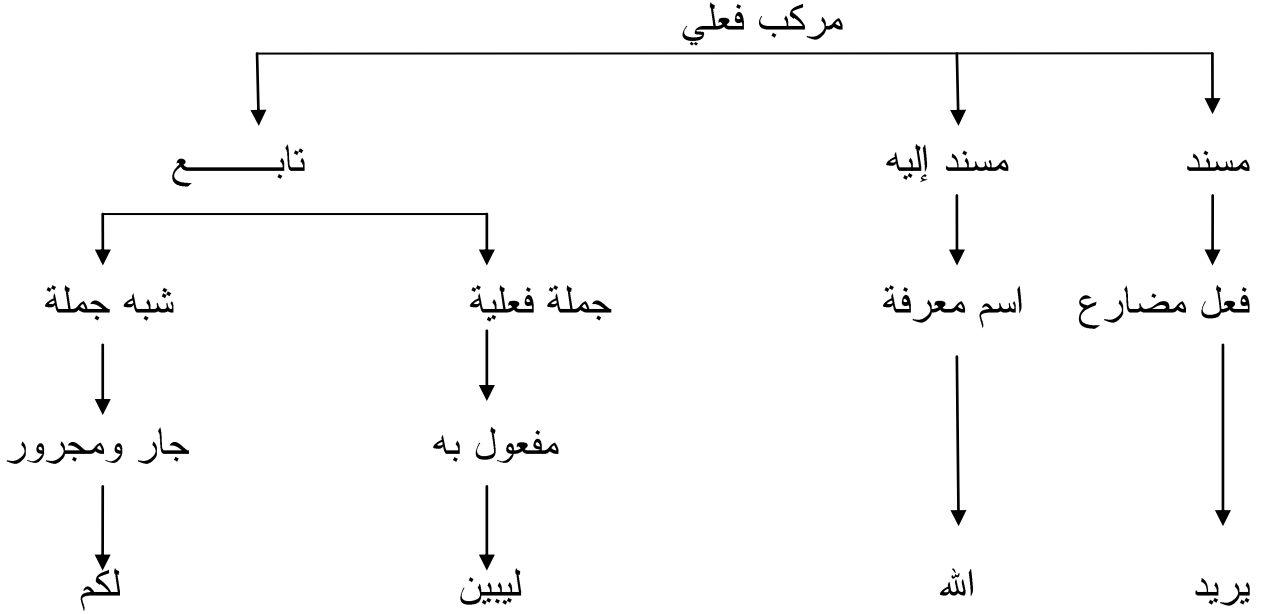 مركب فعلي
مسند مسند إليه تابـــــــــع
فعل مضارع اسم معرفة جملة فعلية شبه جملة
مفعول به جار ومجرور
يريد الله ليبين لكم